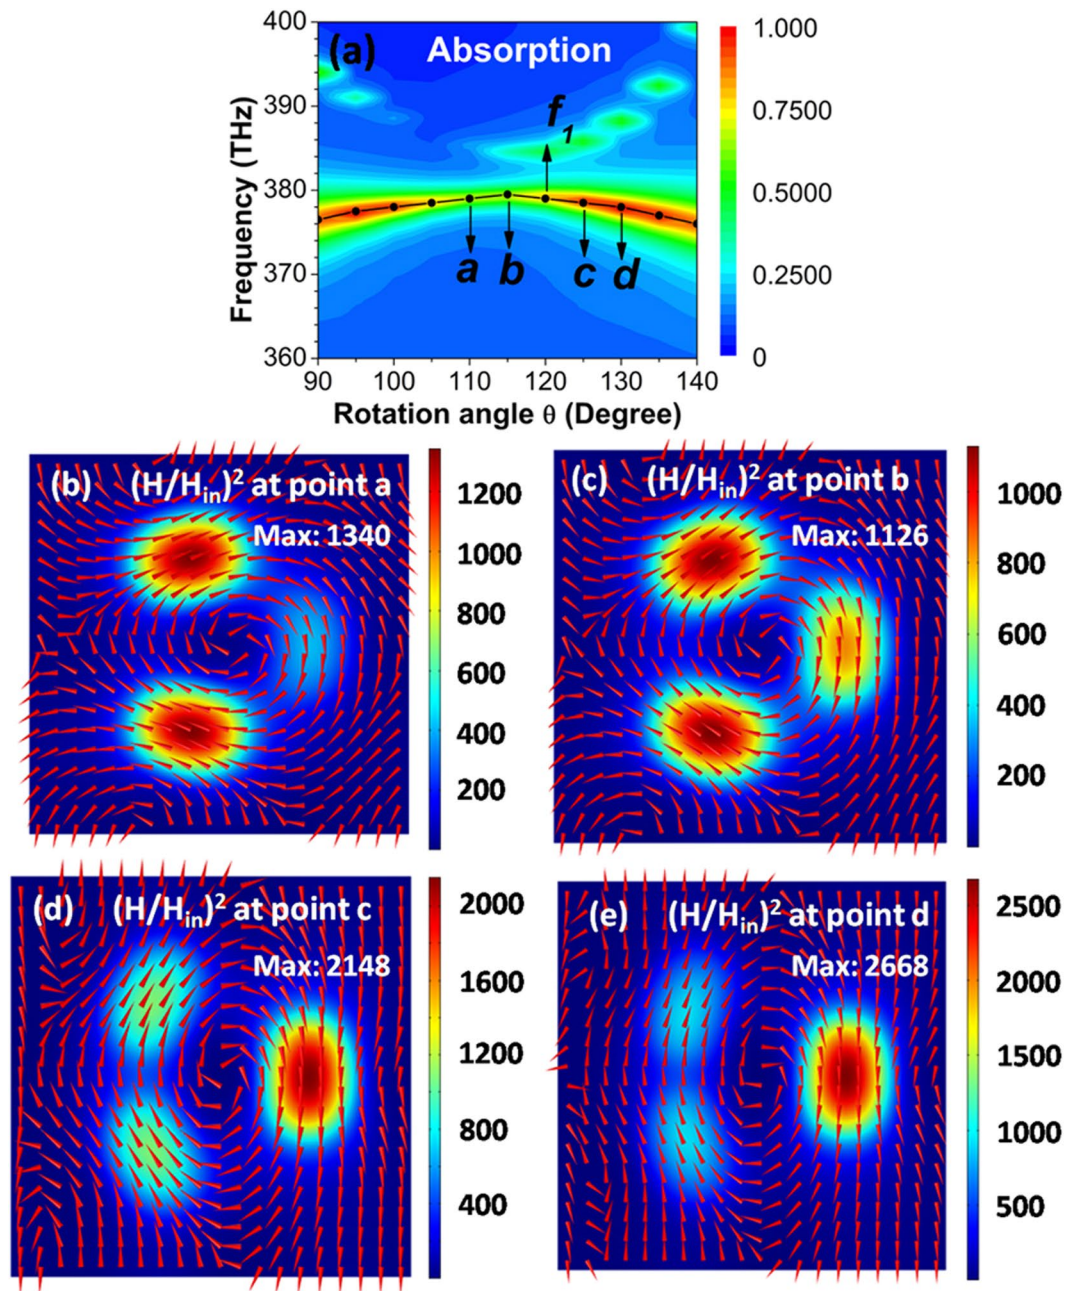 (a) Absorption
f1
a b c d
400
390
380
370
360
Frequency (THz)
90 100 110 120 130 140
Rotation angle θ (Degree)
1.000
0.7500
0.5000
0.2500
0
(b) (H/Hin)2 at point a
Max: 1340
1200
1000
800
600
400
200
(c) (H/Hin)2 at point b
Max: 1126
1000
800
600
400
200
(d) (H/Hin)2 at point c
Max: 2148
2000
1600
1200
800
400
(e) (H/Hin)2 at point d
Max: 2668
2500
2000
1500
1000
500